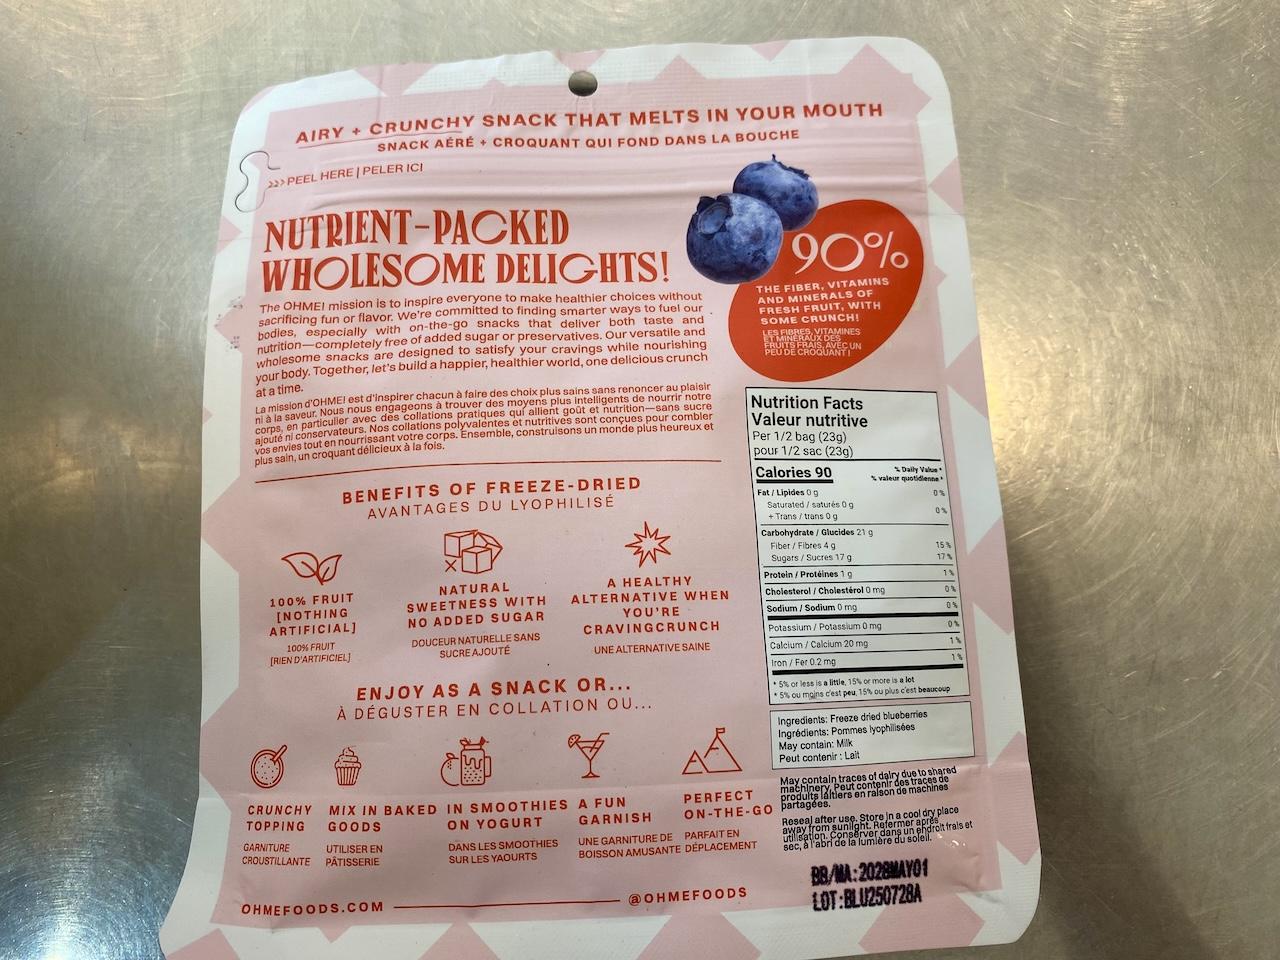 AIRY + CRUNCHY SNACK THAT MELTS IN YOUR MOUTH
SNACK AÉRÉ + CROQUANT QUI FOND DANS LA BOUCHE
>>> PEEL HERE | PELER ICI
NUTRIENT-PACKED
WHOLESOME DELIGHTS!
The OHME! mission is to inspire everyone to make healthier choices without
sacrificing fun or flavor. We're committed to finding smarter ways to fuel our
bodies, especially with on-the-go snacks that deliver both taste and
nutrition—completely free of added sugar or preservatives. Our versatile and
wholesome snacks are designed to satisfy your cravings while nourishing
your body. Together, let's build a happier, healthier world, one delicious crunch
at a time.
La mission d'OHME! est d'inspirer chacun à faire des choix plus sains sans renoncer au plaisir
ni à la saveur. Nous nous engageons à trouver des moyens plus intelligents de nourrir notre
corps, en particulier avec des collations pratiques qui allient goût et nutrition—sans sucre
ajouté ni conservateurs. Nos collations polyvalentes et nutritives sont conçues pour combler
vos envies tout en nourrissant votre corps. Ensemble, construisons un monde plus heureux et
plus sain, un croquant délicieux à la fois.
90%
THE FIBER, VITAMINS
AND MINERALS OF
FRESH FRUIT, WITH
SOME CRUNCH!
LES FIBRES, VITAMINES
ET MINÉRAUX DES
FRUITS FRAIS, AVEC UN
PEU DE CROQUANT !
BENEFITS OF FREEZE-DRIED
AVANTAGES DU LYOPHILISÉ
100% FRUIT
[NOTHING
ARTIFICIAL]
100% FRUIT
[RIEN D'ARTIFICIEL]
NATURAL
SWEETNESS WITH
NO ADDED SUGAR
DOUCEUR NATURELLE SANS
SUCRE AJOUTÉ
A HEALTHY
ALTERNATIVE WHEN
YOU'RE
CRAVINGCRUNCH
UNE ALTERNATIVE SAINE
ENJOY AS A SNACK OR...
À DÉGUSTER EN COLLATION OU...
CRUNCHY
TOPPING
GARNITURE
CROUSTILLANTE
MIX IN BAKED
GOODS
UTILISER EN
PÂTISSERIE
IN SMOOTHIES
ON YOGURT
DANS LES SMOOTHIES
SUR LES YAOURTS
A FUN
GARNISH
UNE GARNITURE DE
BOISSON AMUSANTE
PERFECT
ON-THE-GO
PARFAIT EN
DÉPLACEMENT
OHMEFOODS.COM
@OHMEFOODS
Nutrition Facts
Valeur nutritive
Per 1/2 bag (23g)
pour 1/2 sac (23g)
Calories 90
% Daily Value *
% valeur quotidienne *
Fat / Lipides 0 g 0 %
Saturated / saturés 0 g
+ Trans / trans 0 g 0 %
Carbohydrate / Glucides 21 g
Fiber / Fibres 4 g 15 %
Sugars / Sucres 17 g 17 %
Protein / Protéines 1 g 1 %
Cholesterol / Cholestérol 0 mg 0 %
Sodium / Sodium 0 mg 0 %
Potassium / Potassium 0 mg 0 %
Calcium / Calcium 20 mg 1 %
Iron / Fer 0.2 mg 1 %
* 5% or less is a little, 15% or more is a lot
* 5% ou moins c'est peu, 15% ou plus c'est beaucoup
Ingredients: Freeze dried blueberries
Ingrédients: Pommes lyophilisées
May contain: Milk
Peut contenir : Lait
May contain traces of dairy due to shared
machinery. Peut contenir des traces de
produits laitiers en raison de machines
partagées.
Reseal after use. Store in a cool dry place
away from sunlight. Refermer après
utilisation. Conserver dans un endroit frais et
sec, à l'abri de la lumière du soleil.
BB/MA:2028MAY01
LOT:BLU250728A